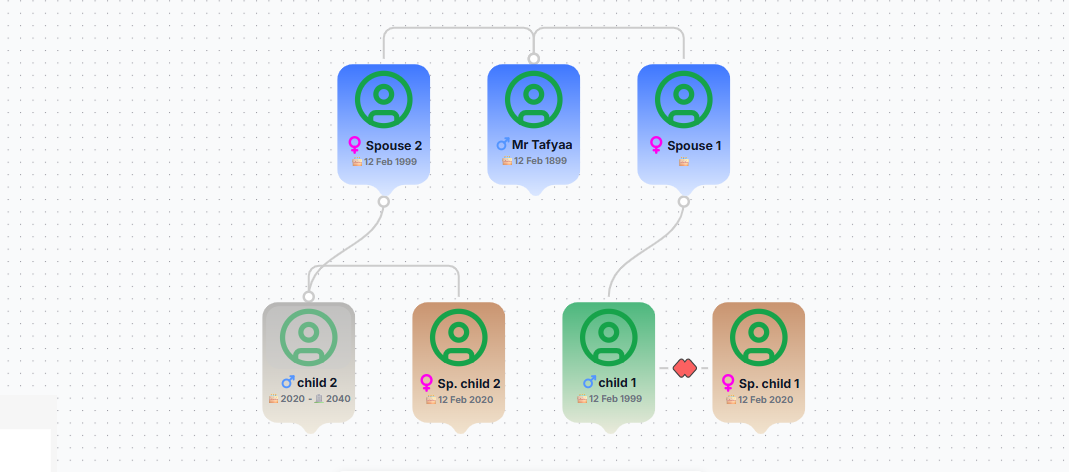 Spouse 2
12 Feb 1999
Mr Tafyaa
12 Feb 1899
Spouse 1
child 2
2020 - 2040
Sp. child 2
12 Feb 2020
child 1
12 Feb 1999
Sp. child 1
12 Feb 2020